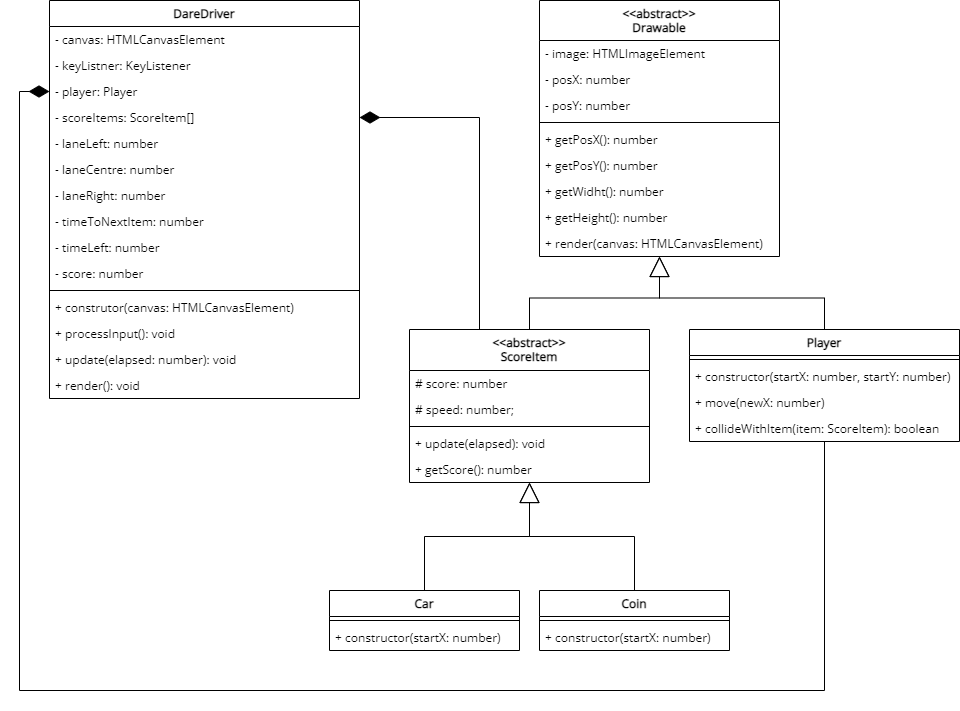 DareDriver
- canvas: HTMLCanvasElement
- keyListner: KeyListener
- player: Player
- scoreItems: ScoreItem[]
- laneLeft: number
- laneCentre: number
- laneRight: number
- timeToNextItem: number
- timeLeft: number
- score: number
+ construtor(canvas: HTMLCanvasElement)
+ processInput(): void
+ update(elapsed: number): void
+ render(): void
<<abstract>>
Drawable
- image: HTMLImageElement
- posX: number
- posY: number
+ getPosX(): number
+ getPosY(): number
+ getWidht(): number
+ getHeight(): number
+ render(canvas: HTMLCanvasElement)
<<abstract>>
ScoreItem
# score: number
# speed: number;
+ update(elapsed): void
+ getScore(): number
Player
+ constructor(startX: number, startY: number)
+ move(newX: number)
+ collideWithItem(item: ScoreItem): boolean
Car
+ constructor(startX: number)
Coin
+ constructor(startX: number)